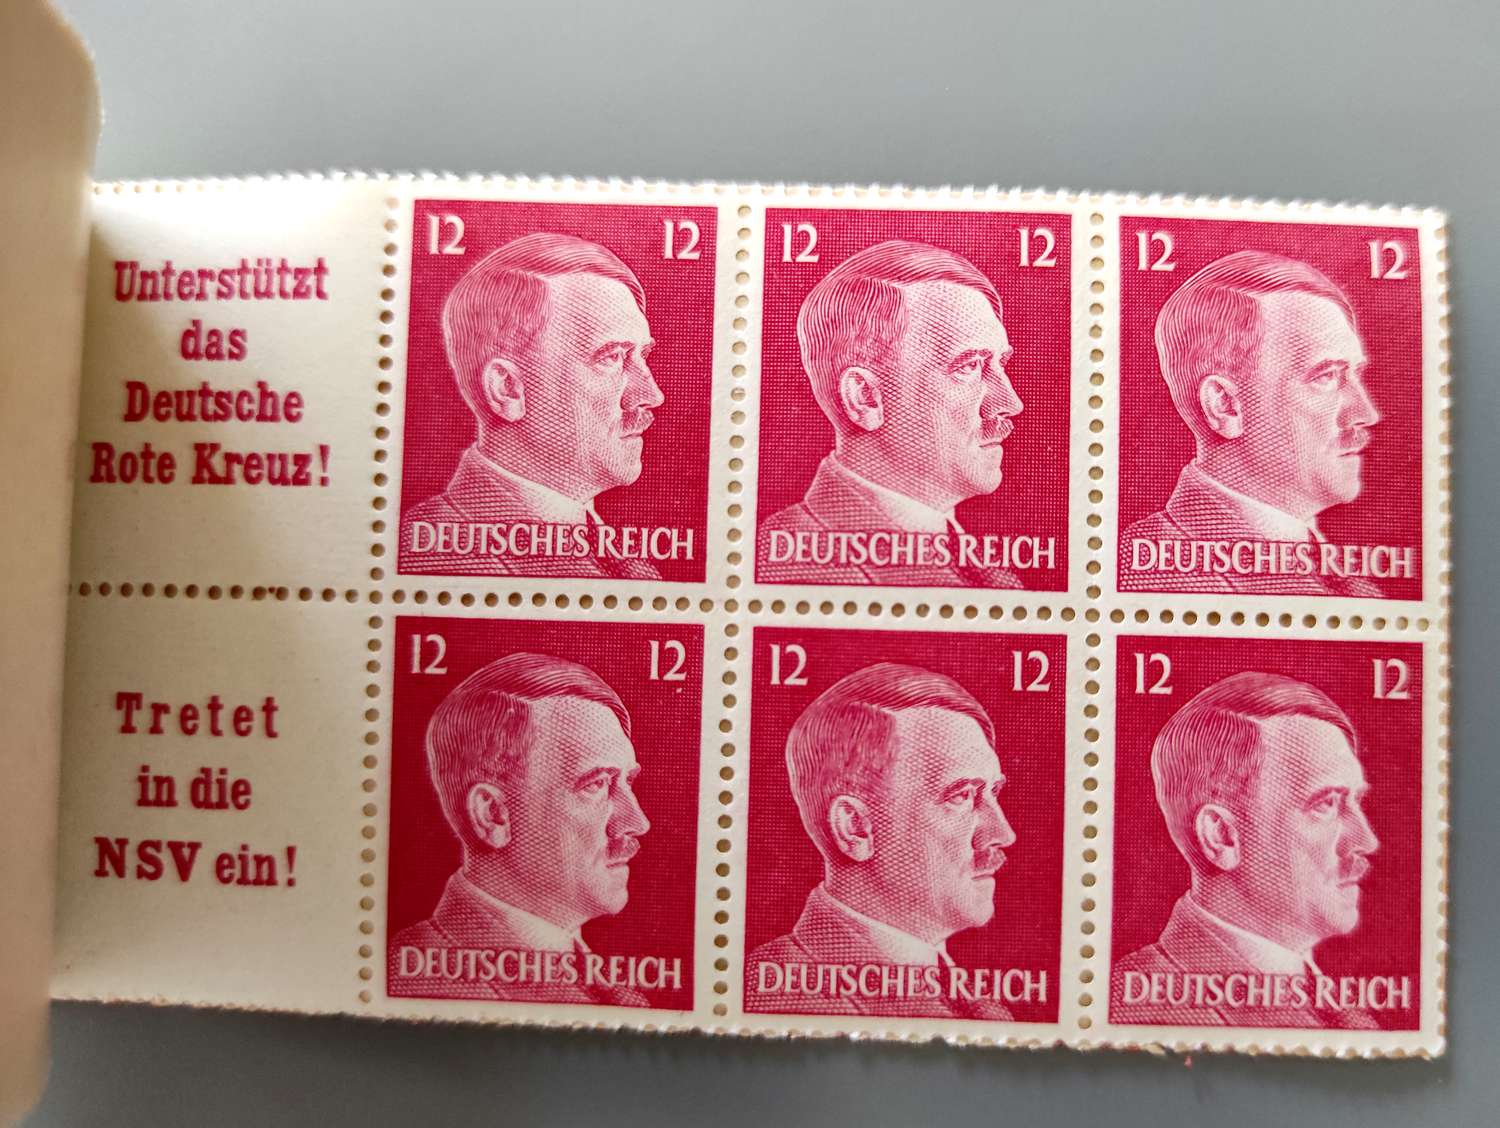 Unterstützt
das
Deutsche
Rote Kreuz!
12 12
DEUTSCHES REICH
12 12
DEUTSCHES REICH
12 12
DEUTSCHES REICH
Tretet
in die
NSV ein!
12 12
DEUTSCHES REICH
12 12
DEUTSCHES REICH
12 12
DEUTSCHES REICH